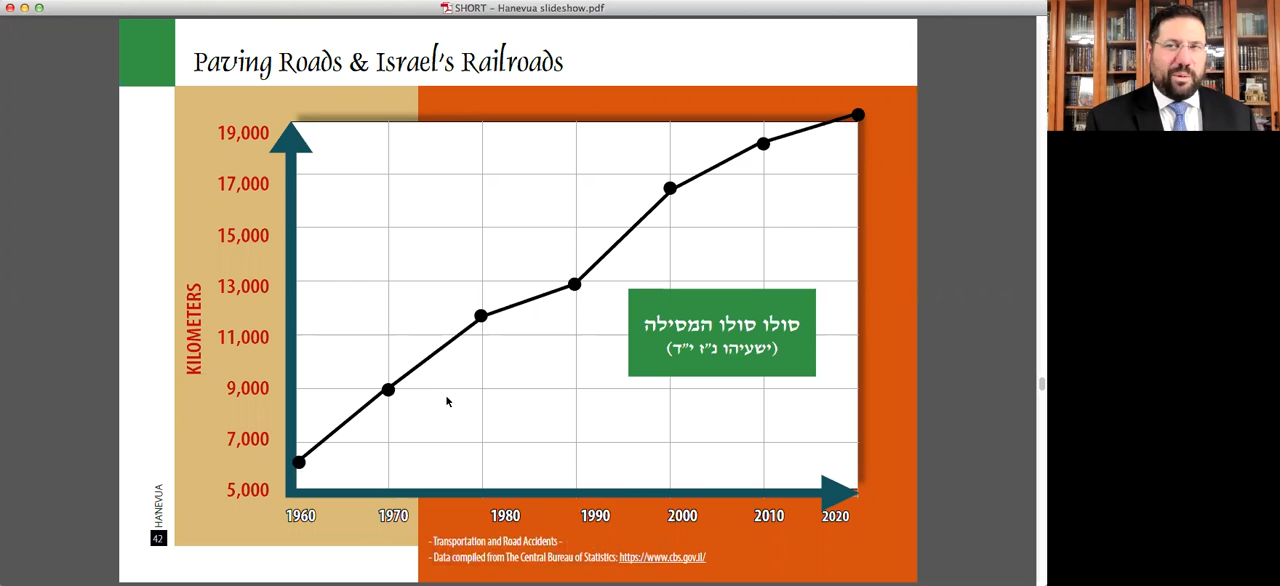 SHORT - Hanevua slideshow.pdf
Paving Roads & Israel's Railroads
19,000
17,000
15,000
13,000
11,000
9,000
7,000
5,000
KILOMETERS
סולו סולו המסילה
(ישעיהו נ"ז י"ד)
1960 1970 1980 1990 2000 2010 2020
- Transportation and Road Accidents -
- Data compiled from The Central Bureau of Statistics: https://www.cbs.gov.il/
HANEVUA
42